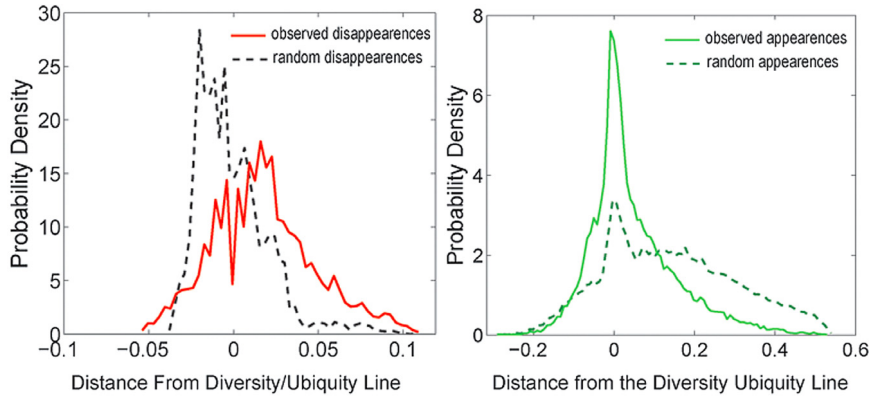 observed disappearences
random disappearences
30
25
20
15
10
5
0
Probability Density
−0.1
−0.05
0
0.05
0.1
Distance From Diversity/Ubiquity Line
observed appearences
random appearences
8
6
4
2
0
Probability Density
−0.2
0
0.2
0.4
0.6
Distance from the Diversity Ubiquity Line